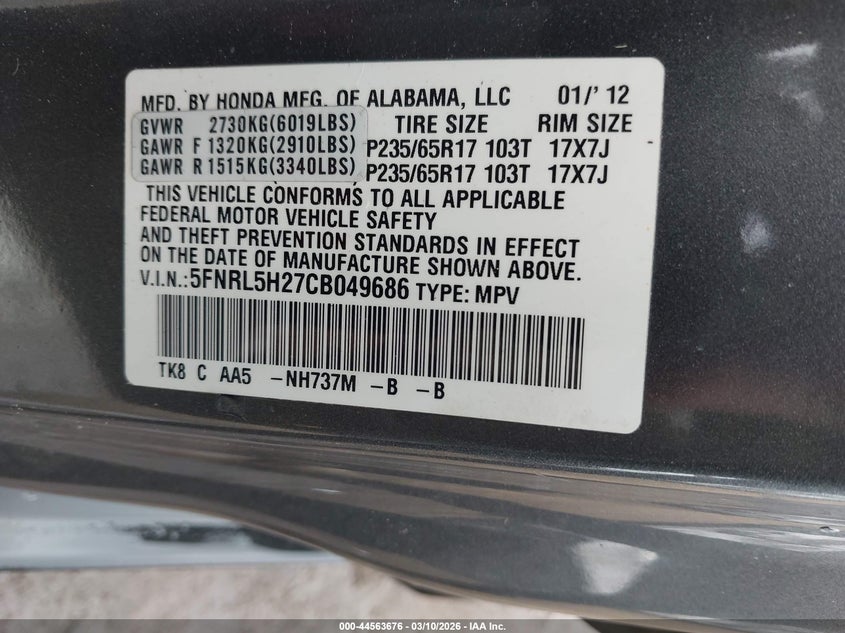 MFD. BY HONDA MFG. OF ALABAMA, LLC 01/' 12
GVWR 2730KG(6019LBS) TIRE SIZE RIM SIZE
GAWR F 1320KG(2910LBS) P235/65R17 103T 17X7J
GAWR R 1515KG(3340LBS) P235/65R17 103T 17X7J
THIS VEHICLE CONFORMS TO ALL APPLICABLE
FEDERAL MOTOR VEHICLE SAFETY
AND THEFT PREVENTION STANDARDS IN EFFECT
ON THE DATE OF MANUFACTURE SHOWN ABOVE.
V.I.N.:5FNRL5H27CB049686 TYPE: MPV
TK8 C AA5 -NH737M -B -B
000-44563676 — 03/10/2026 — IAA Inc.